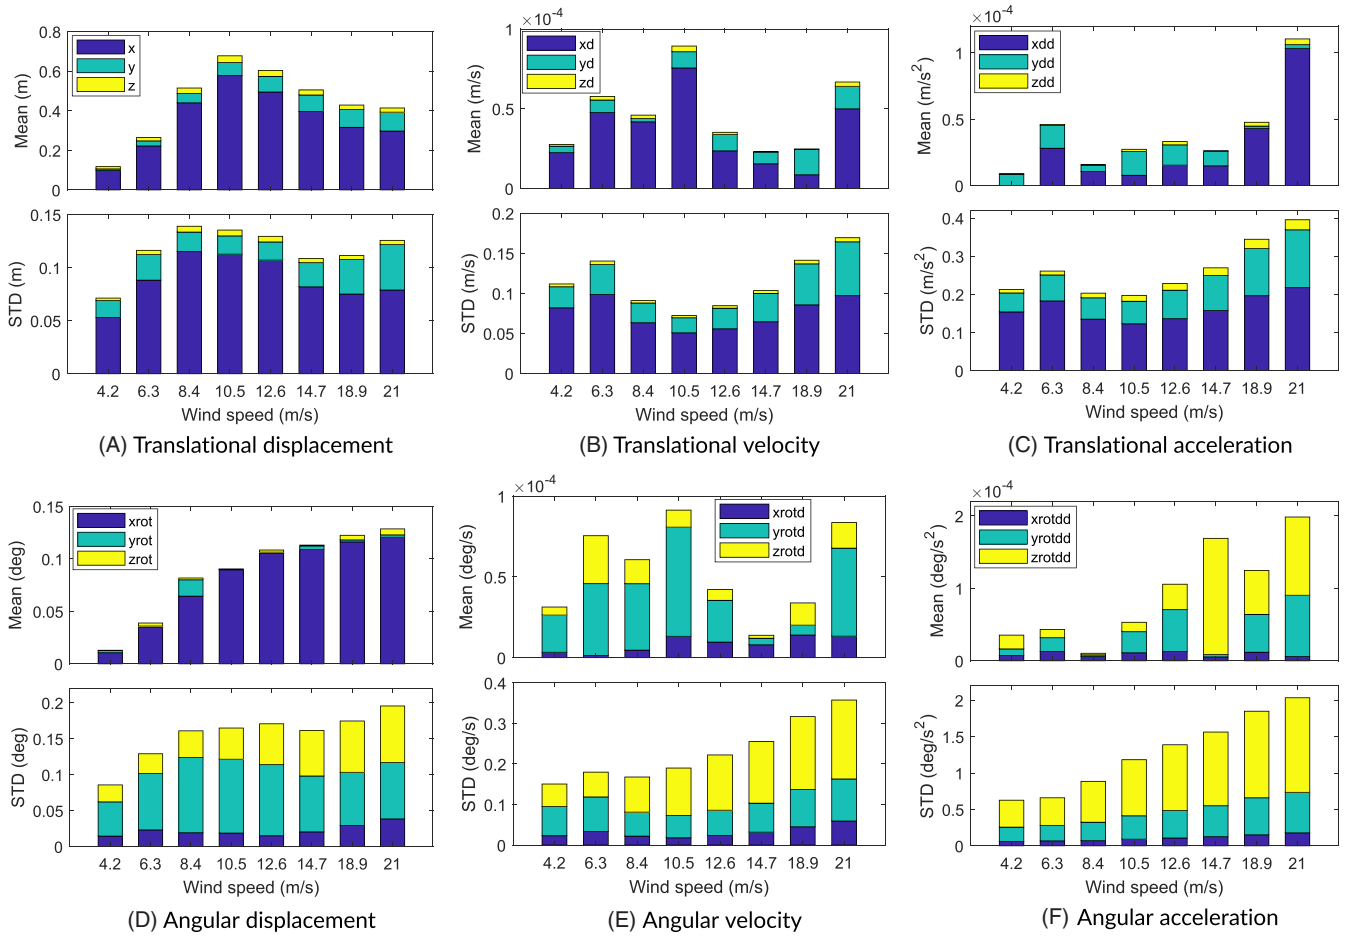 0.8
0.6
0.4
0.2
0
Mean (m)
x
y
z
0.15
0.1
0.05
0
STD (m)
4.2 6.3 8.4 10.5 12.6 14.7 18.9 21
Wind speed (m/s)
(A) Translational displacement
×10⁻⁴
1
0.5
0
Mean (m/s)
xd
yd
zd
0.2
0.15
0.1
0.05
0
STD (m/s)
4.2 6.3 8.4 10.5 12.6 14.7 18.9 21
Wind speed (m/s)
(B) Translational velocity
×10⁻⁴
1
0.5
0
Mean (m/s²)
xdd
ydd
zdd
0.4
0.3
0.2
0.1
0
STD (m/s²)
4.2 6.3 8.4 10.5 12.6 14.7 18.9 21
Wind speed (m/s)
(C) Translational acceleration
0.15
0.1
0.05
0
Mean (deg)
xrot
yrot
zrot
0.2
0.15
0.1
0.05
0
STD (deg)
4.2 6.3 8.4 10.5 12.6 14.7 18.9 21
Wind speed (m/s)
(D) Angular displacement
×10⁻⁴
1
0.5
0
Mean (deg/s)
xrotd
yrotd
zrotd
0.4
0.3
0.2
0.1
0
STD (deg/s)
4.2 6.3 8.4 10.5 12.6 14.7 18.9 21
Wind speed (m/s)
(E) Angular velocity
×10⁻⁴
2
1
0
Mean (deg/s²)
xrotdd
yrotdd
zrotdd
2
1.5
1
0.5
0
STD (deg/s²)
4.2 6.3 8.4 10.5 12.6 14.7 18.9 21
Wind speed (m/s)
(F) Angular acceleration